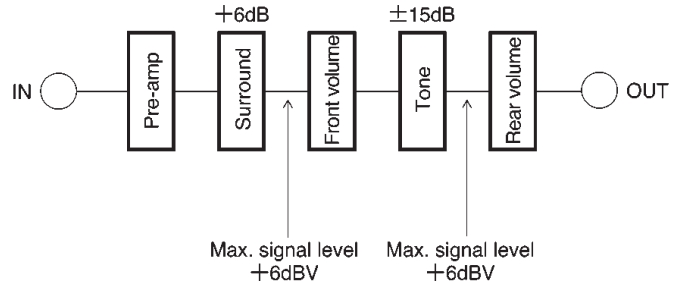 +6dB
±15dB
IN
Pre-amp
Surround
Front volume
Tone
Rear volume
OUT
Max. signal level
+6dBV
Max. signal level
+6dBV